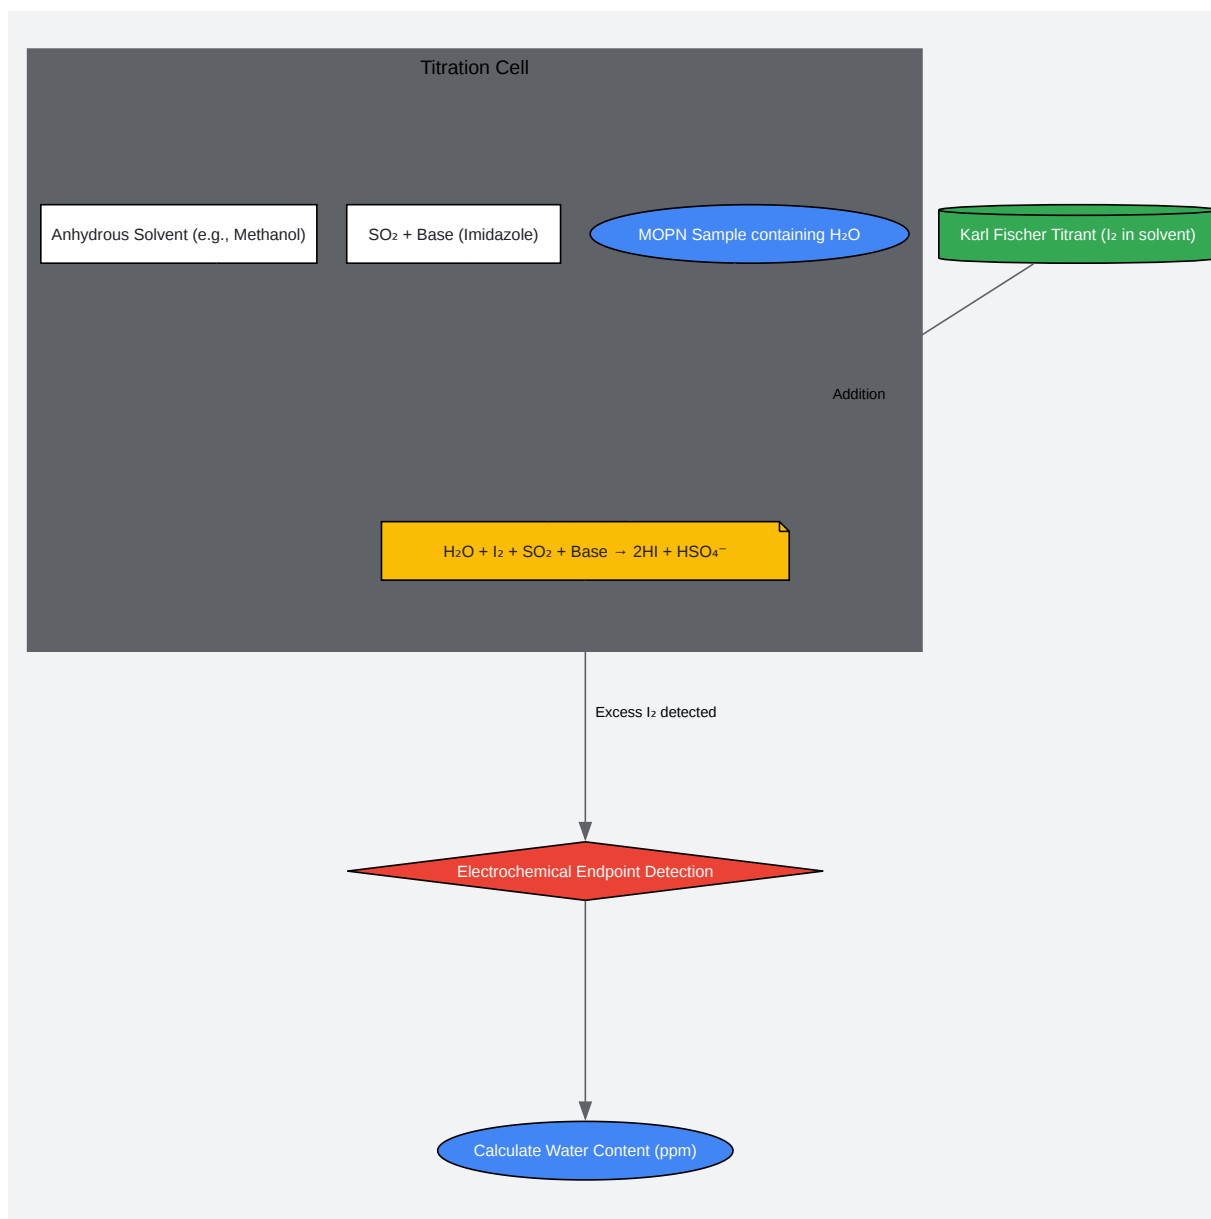 Titration Cell
Anhydrous Solvent (e.g., Methanol)
SO₂ + Base (Imidazole)
MOPN Sample containing H₂O
Karl Fischer Titrant (I₂ in solvent)
Addition
H₂O + I₂ + SO₂ + Base → 2HI + HSO₄⁻
Excess I₂ detected
Electrochemical Endpoint Detection
Calculate Water Content (ppm)